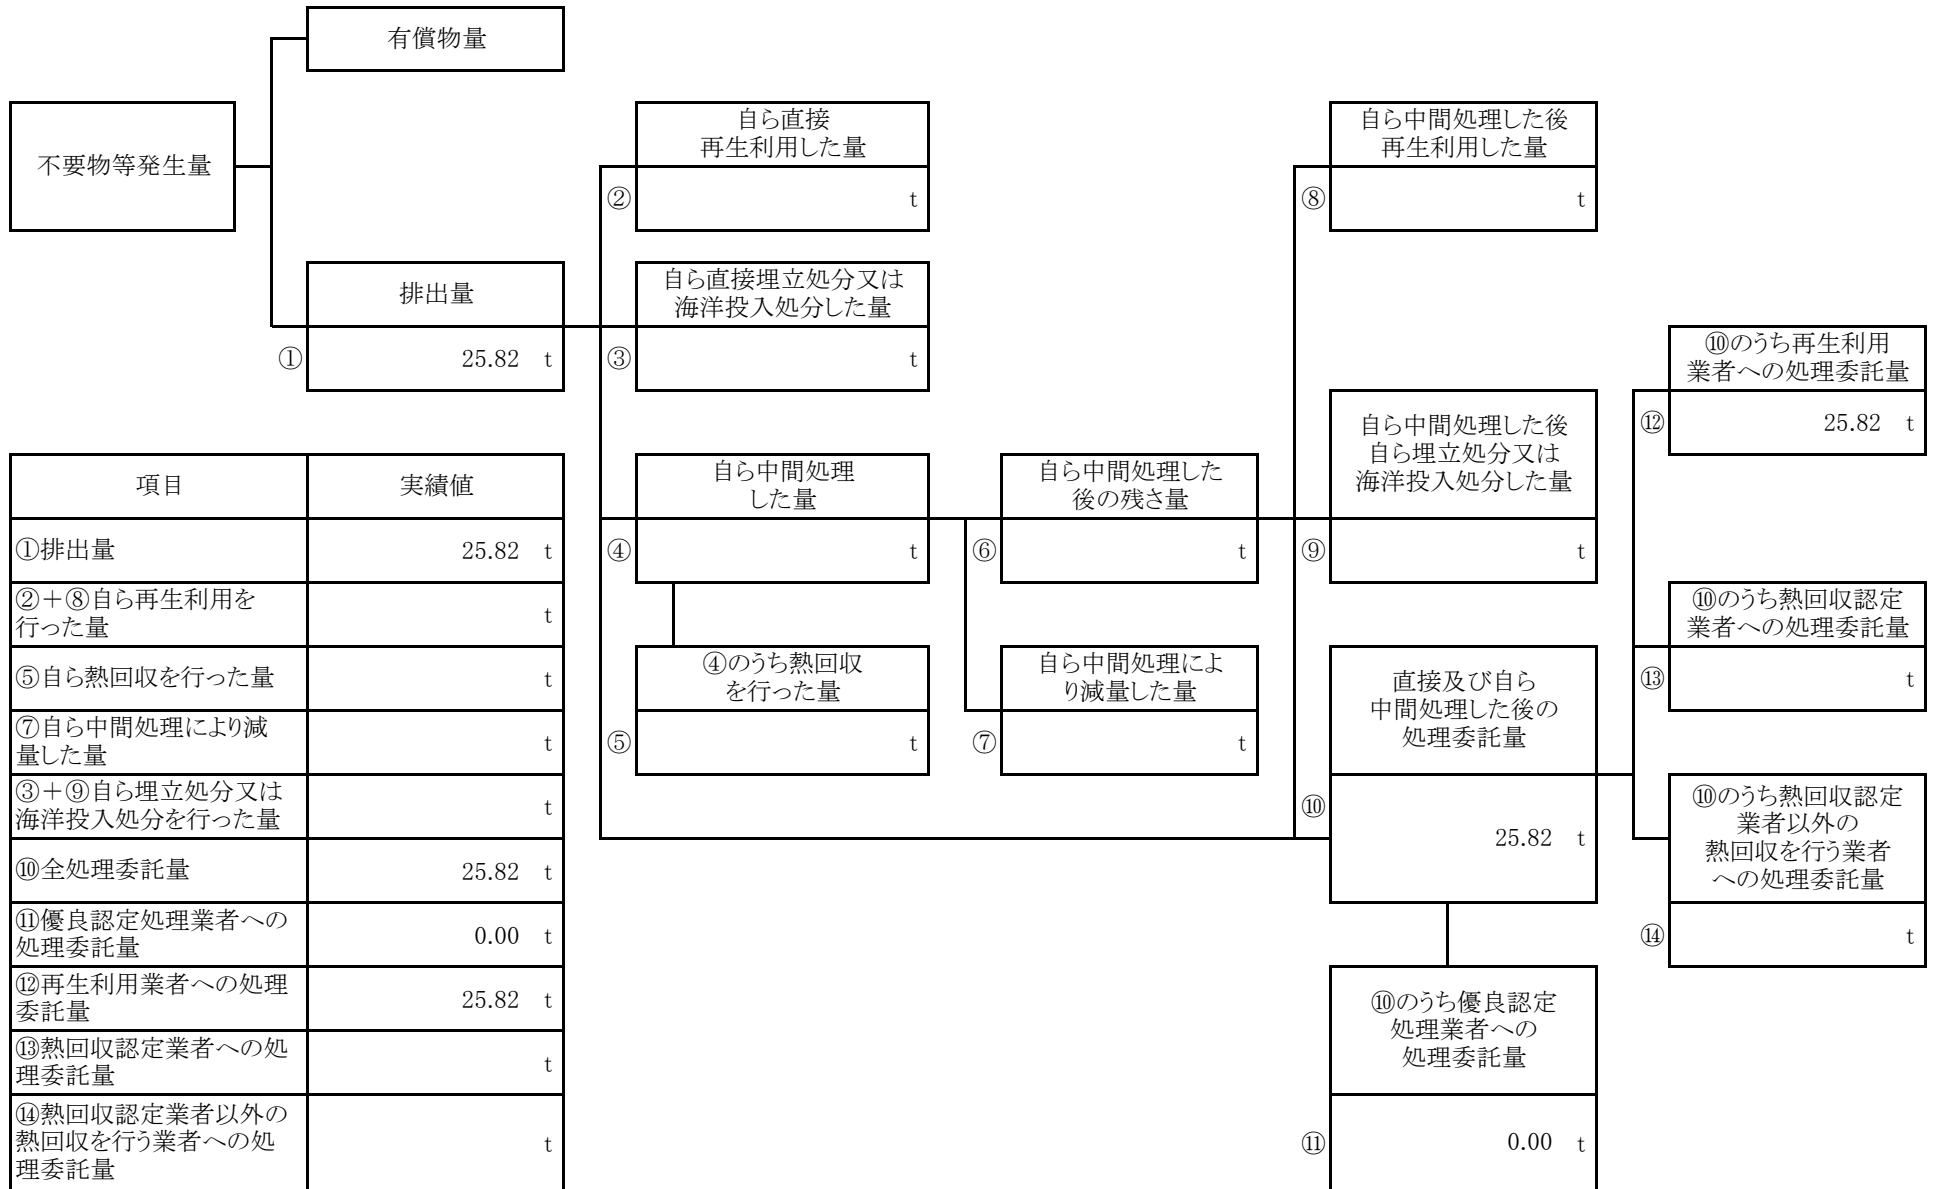 有償物量
不要物等発生量
排出量
① 25.82 t
自ら直接
再生利用した量
② t
自ら直接埋立処分又は
海洋投入処分した量
③ t
自ら中間処理
した量
④ t
④のうち熱回収
を行った量
⑤ t
自ら中間処理した
後の残さ量
⑥ t
自ら中間処理によ
り減量した量
⑦ t
自ら中間処理した後
再生利用した量
⑧ t
自ら中間処理した後
自ら埋立処分又は
海洋投入処分した量
⑨ t
直接及び自ら
中間処理した後の
処理委託量
⑩ 25.82 t
⑩のうち優良認定
処理業者への
処理委託量
⑪ 0.00 t
⑩のうち再生利用
業者への処理委託量
⑫ 25.82 t
⑩のうち熱回収認定
業者への処理委託量
⑬ t
⑩のうち熱回収認定
業者以外の
熱回収を行う業者
への処理委託量
⑭ t
項目 実績値
①排出量 25.82 t
②＋⑧自ら再生利用を
行った量 t
⑤自ら熱回収を行った量 t
⑦自ら中間処理により減
量した量 t
③＋⑨自ら埋立処分又は
海洋投入処分を行った量 t
⑩全処理委託量 25.82 t
⑪優良認定処理業者への
処理委託量 0.00 t
⑫再生利用業者への処理
委託量 25.82 t
⑬熱回収認定業者への処
理委託量 t
⑭熱回収認定業者以外の
熱回収を行う業者への処
理委託量 t